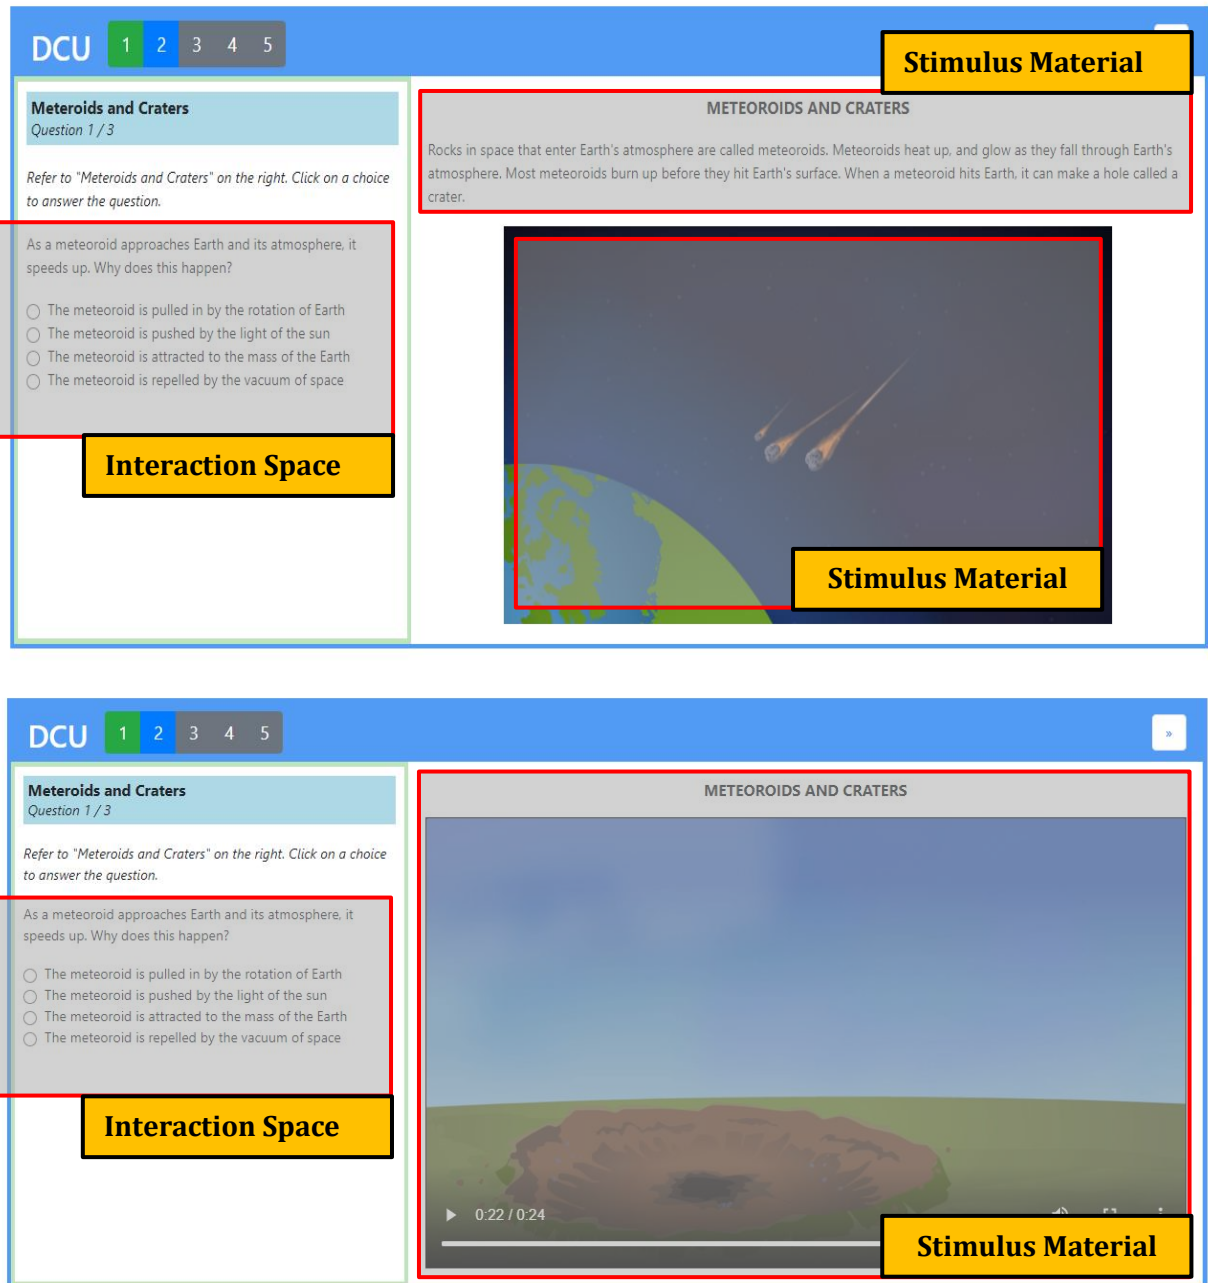 DCU 1 2 3 4 5
Stimulus Material
Meteroids and Craters
Question 1 / 3
Refer to "Meteroids and Craters" on the right. Click on a choice
to answer the question.
As a meteoroid approaches Earth and its atmosphere, it
speeds up. Why does this happen?
The meteoroid is pulled in by the rotation of Earth
The meteoroid is pushed by the light of the sun
The meteoroid is attracted to the mass of the Earth
The meteoroid is repelled by the vacuum of space
Interaction Space
METEOROIDS AND CRATERS
Rocks in space that enter Earth's atmosphere are called meteoroids. Meteoroids heat up, and glow as they fall through Earth's
atmosphere. Most meteoroids burn up before they hit Earth's surface. When a meteoroid hits Earth, it can make a hole called a
crater.
Stimulus Material
DCU 1 2 3 4 5
»
Meteroids and Craters
Question 1 / 3
Refer to "Meteroids and Craters" on the right. Click on a choice
to answer the question.
As a meteoroid approaches Earth and its atmosphere, it
speeds up. Why does this happen?
The meteoroid is pulled in by the rotation of Earth
The meteoroid is pushed by the light of the sun
The meteoroid is attracted to the mass of the Earth
The meteoroid is repelled by the vacuum of space
Interaction Space
METEOROIDS AND CRATERS
0:22 / 0:24
Stimulus Material